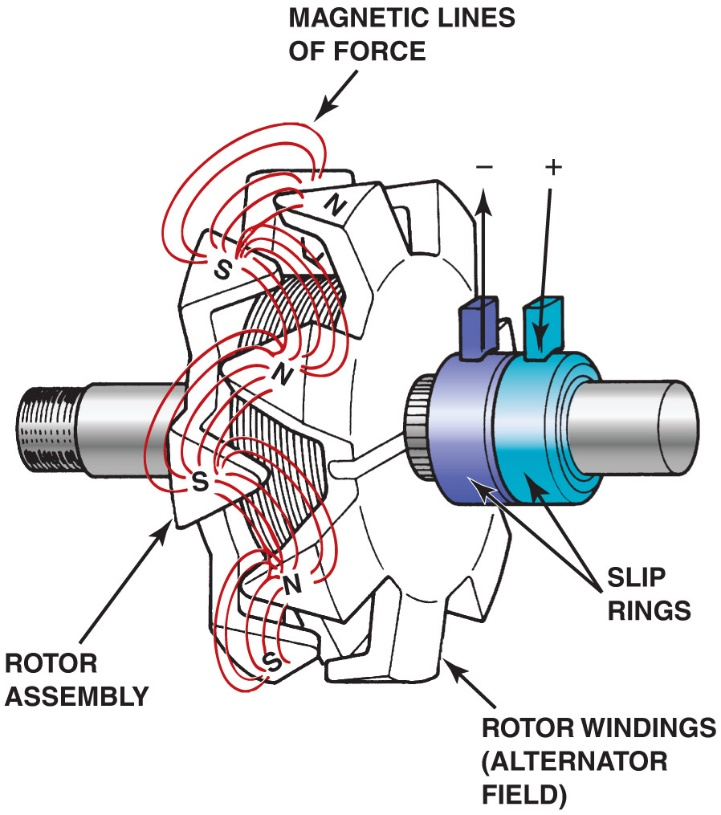 MAGNETIC LINES
OF FORCE
−
+
N
S
N
S
N
S
SLIP
RINGS
ROTOR
ASSEMBLY
ROTOR WINDINGS
(ALTERNATOR
FIELD)